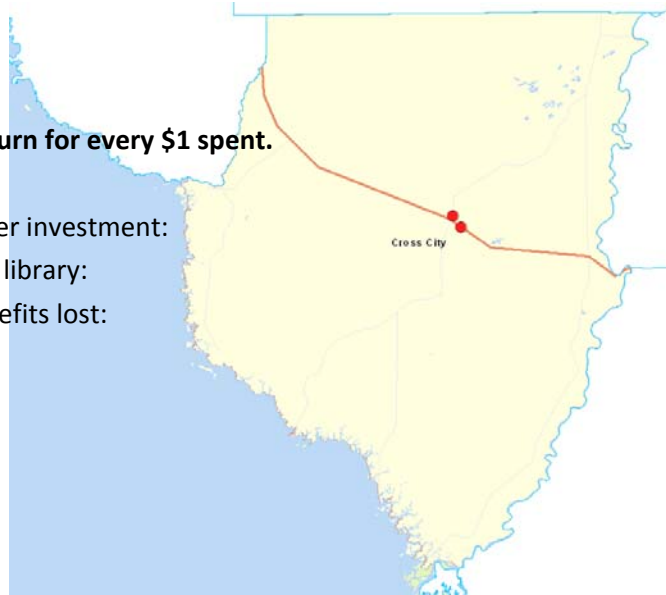 urn for every $1 spent.
er investment:
Cross City
library:
efits lost: